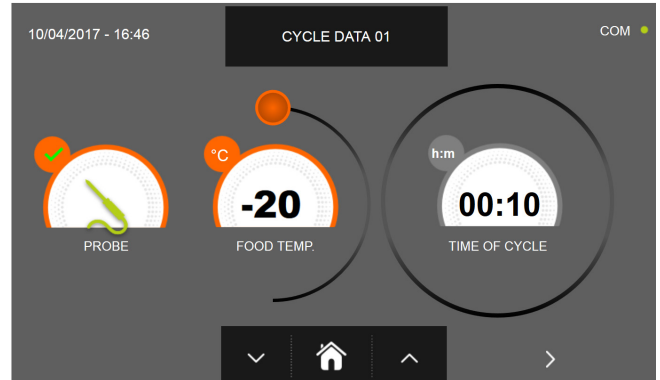 10/04/2017 - 16:46
CYCLE DATA 01
COM
°C
h:m
-20
00:10
PROBE
FOOD TEMP.
TIME OF CYCLE